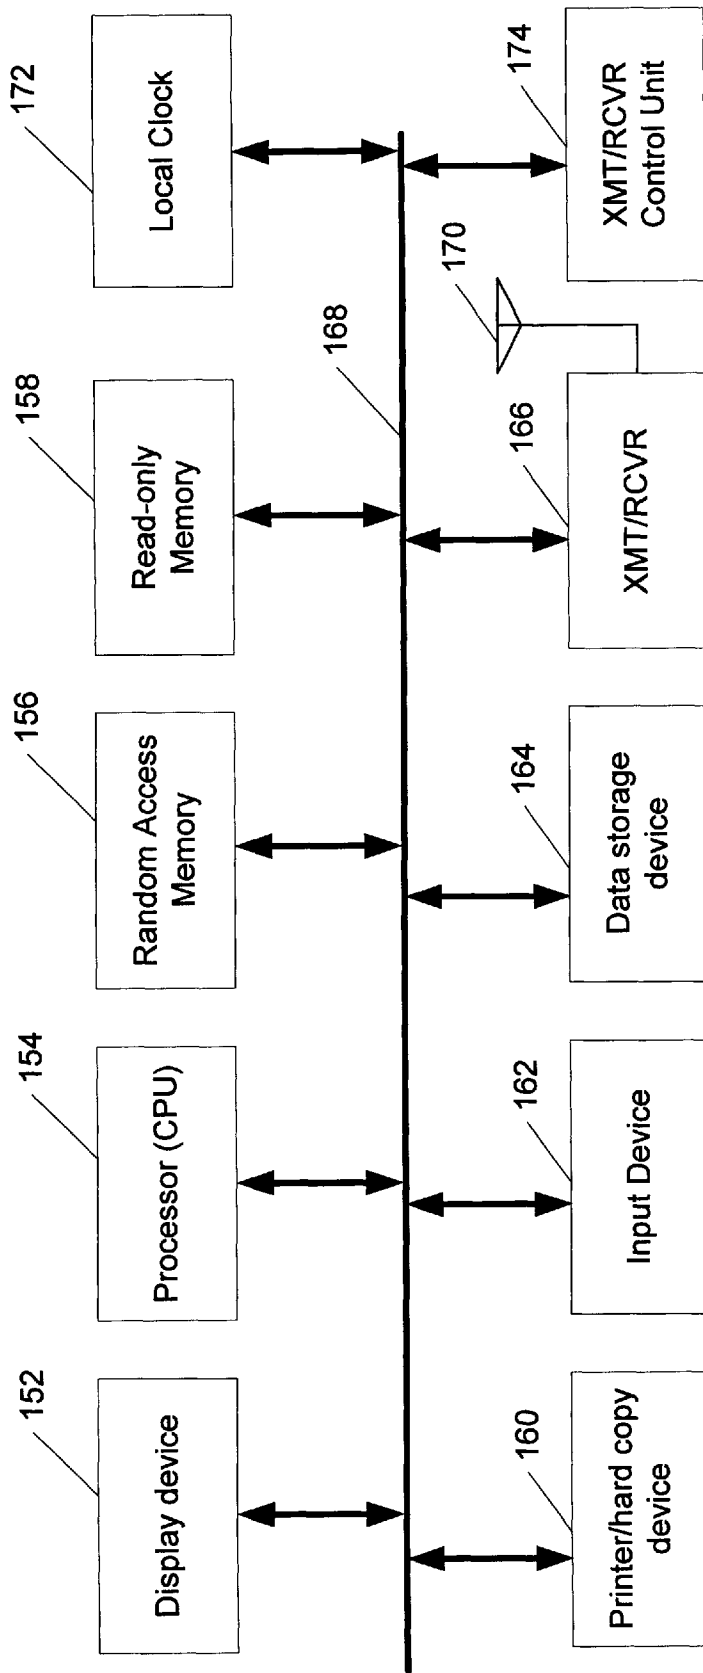 152
Display device
154
Processor (CPU)
156
Random Access
Memory
158
Read-only
Memory
172
Local Clock
168
160
Printer/hard copy
device
162
Input Device
164
Data storage
device
166
XMT/RCVR
170
174
XMT/RCVR
Control Unit